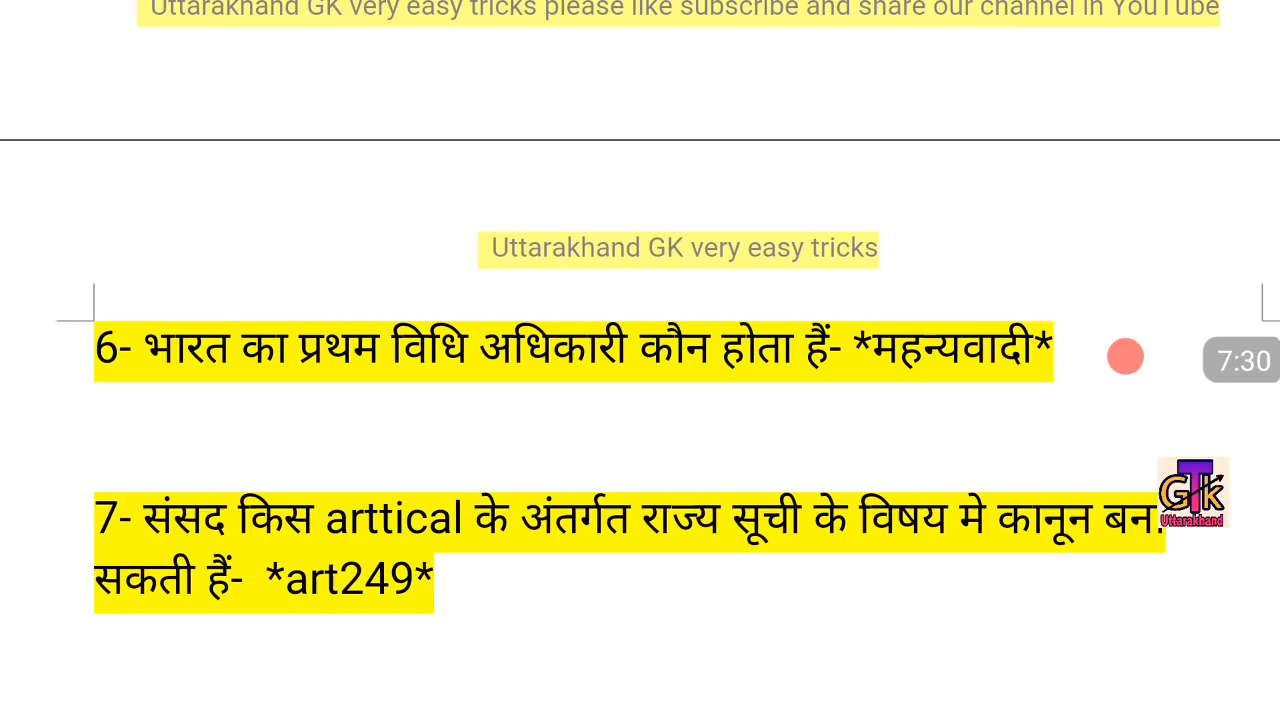 Uttarakhand GK very easy tricks please like subscribe and share our channel in YouTube
Uttarakhand GK very easy tricks
6- भारत का प्रथम विधि अधिकारी कौन होता हैं- *महन्यवादी*
7:30
GTk
Uttarakhand
7- संसद किस arttical के अंतर्गत राज्य सूची के विषय मे कानून बन
सकती हैं- *art249*